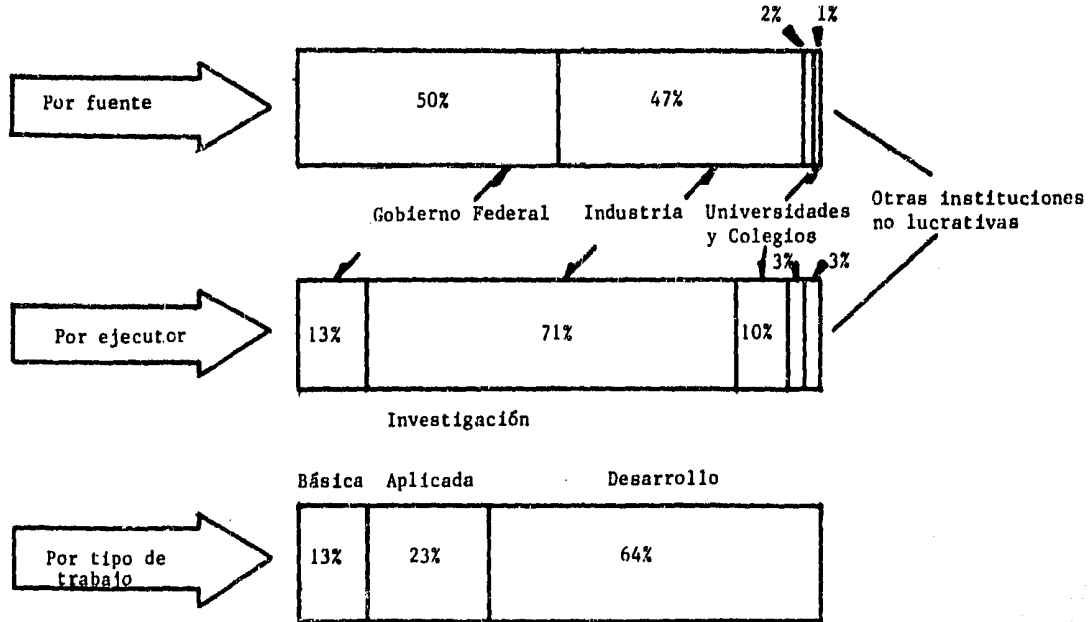 2% 1%
Por fuente
50% 47%
Gobierno Federal Industria Universidades
y Colegios
Otras instituciones
no lucrativas
3% 3%
Por ejecutor
13% 71% 10%
Investigación
Básica Aplicada Desarrollo
Por tipo de
trabajo
13% 23% 64%